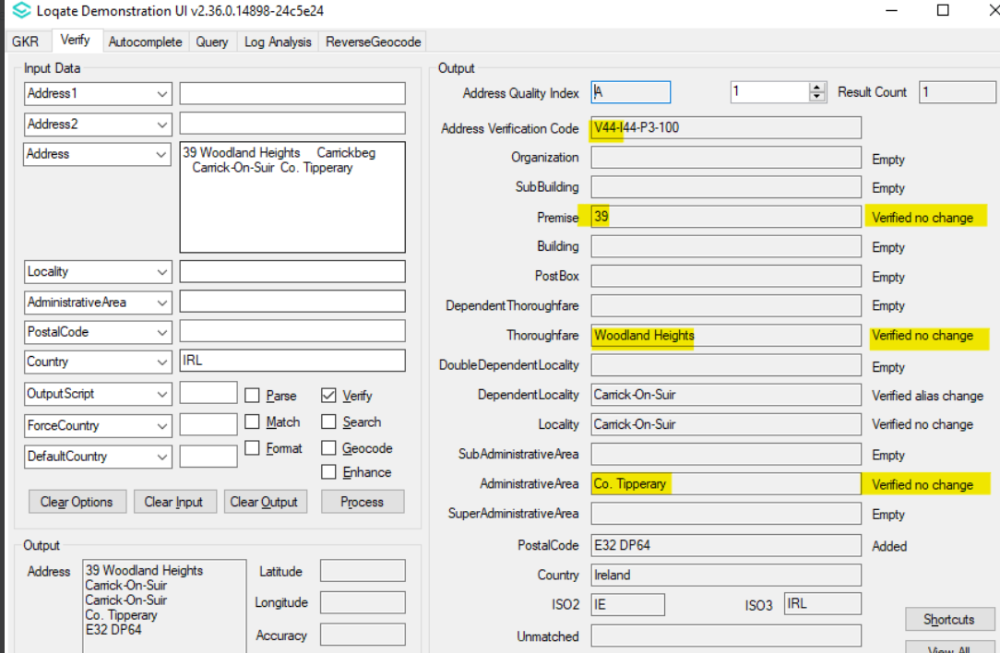 Loqate Demonstration UI v2.36.0.14898-24c5e24
GKR Verify Autocomplete Query Log Analysis ReverseGeocode
Input Data
Address1
Address2
Address 39 Woodland Heights Carrickbeg
Carrick-On-Suir Co. Tipperary
Locality
AdministrativeArea
PostalCode
Country IRL
OutputScript Parse Verify
ForceCountry Match Search
DefaultCountry Format Geocode
Enhance
Clear Options Clear Input Clear Output Process
Output
Address 39 Woodland Heights
Carrick-On-Suir
Carrick-On-Suir
Co. Tipperary
E32 DP64
Latitude
Longitude
Accuracy
Output
Address Quality Index A 1 Result Count 1
Address Verification Code V44-I44-P3-100
Organization Empty
SubBuilding Empty
Premise 39 Verified no change
Building Empty
PostBox Empty
DependentThoroughfare Empty
Thoroughfare Woodland Heights Verified no change
DoubleDependentLocality Empty
DependentLocality Carrick-On-Suir Verified alias change
Locality Carrick-On-Suir Verified no change
SubAdministrativeArea Empty
AdministrativeArea Co. Tipperary Verified no change
SuperAdministrativeArea Empty
PostalCode E32 DP64 Added
Country Ireland
ISO2 IE ISO3 IRL
Unmatched
Shortcuts
View All